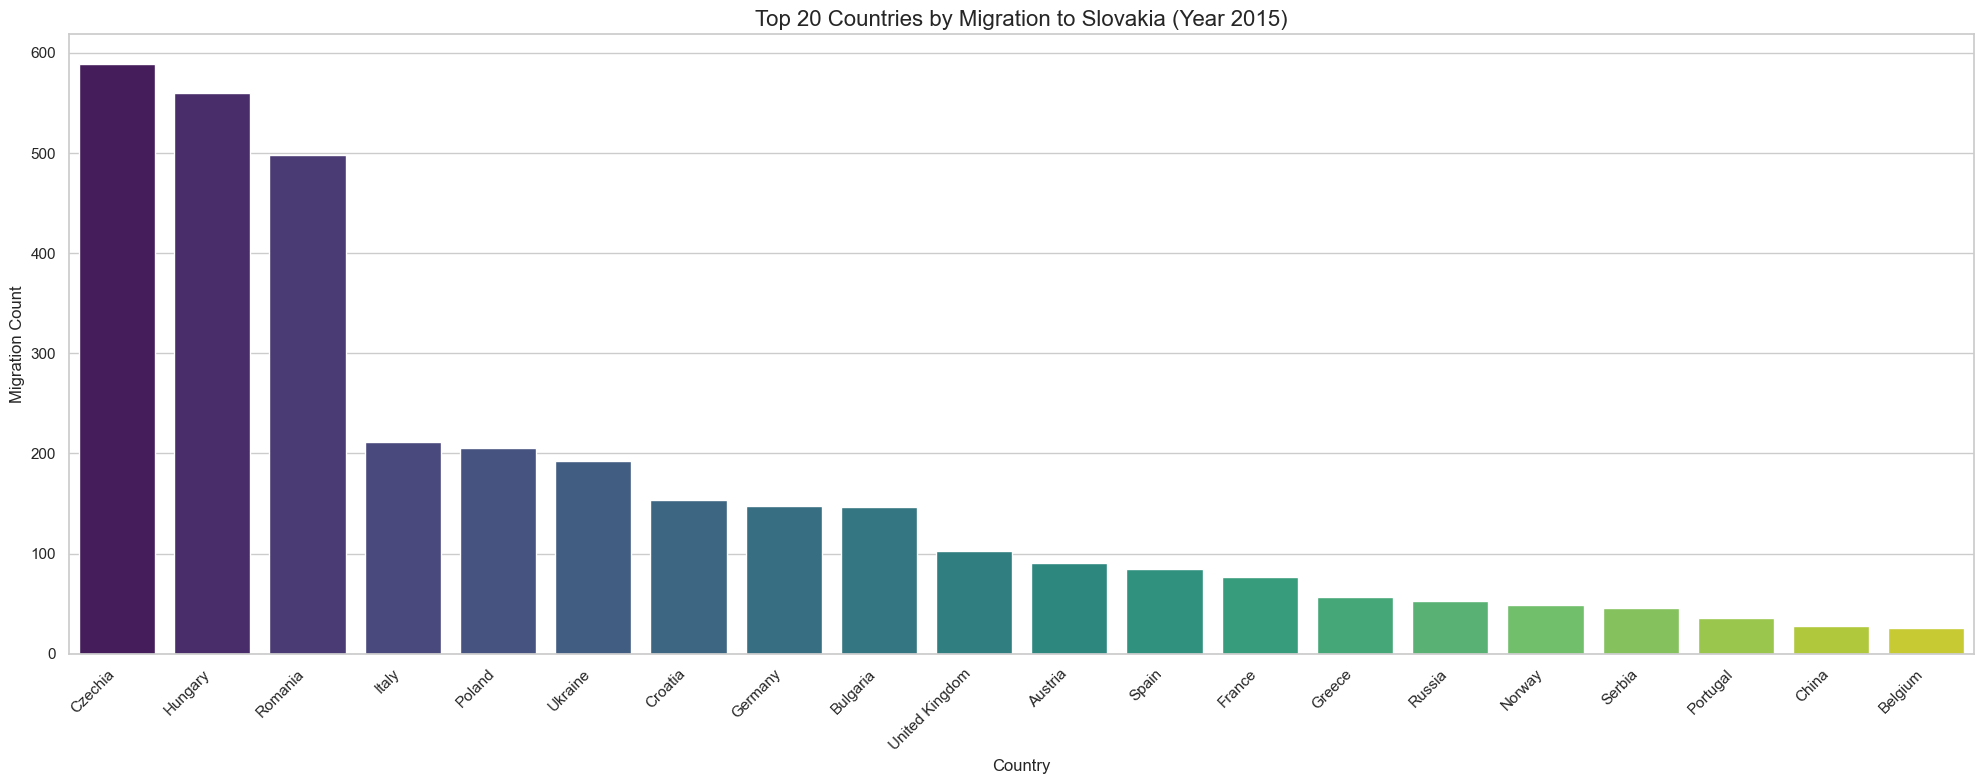 Top 20 Countries by Migration to Slovakia (Year 2015)
Migration Count
600
500
400
300
200
100
0
Czechia
Hungary
Romania
Italy
Poland
Ukraine
Croatia
Germany
Bulgaria
United Kingdom
Austria
Spain
France
Greece
Russia
Norway
Serbia
Portugal
China
Belgium
Country